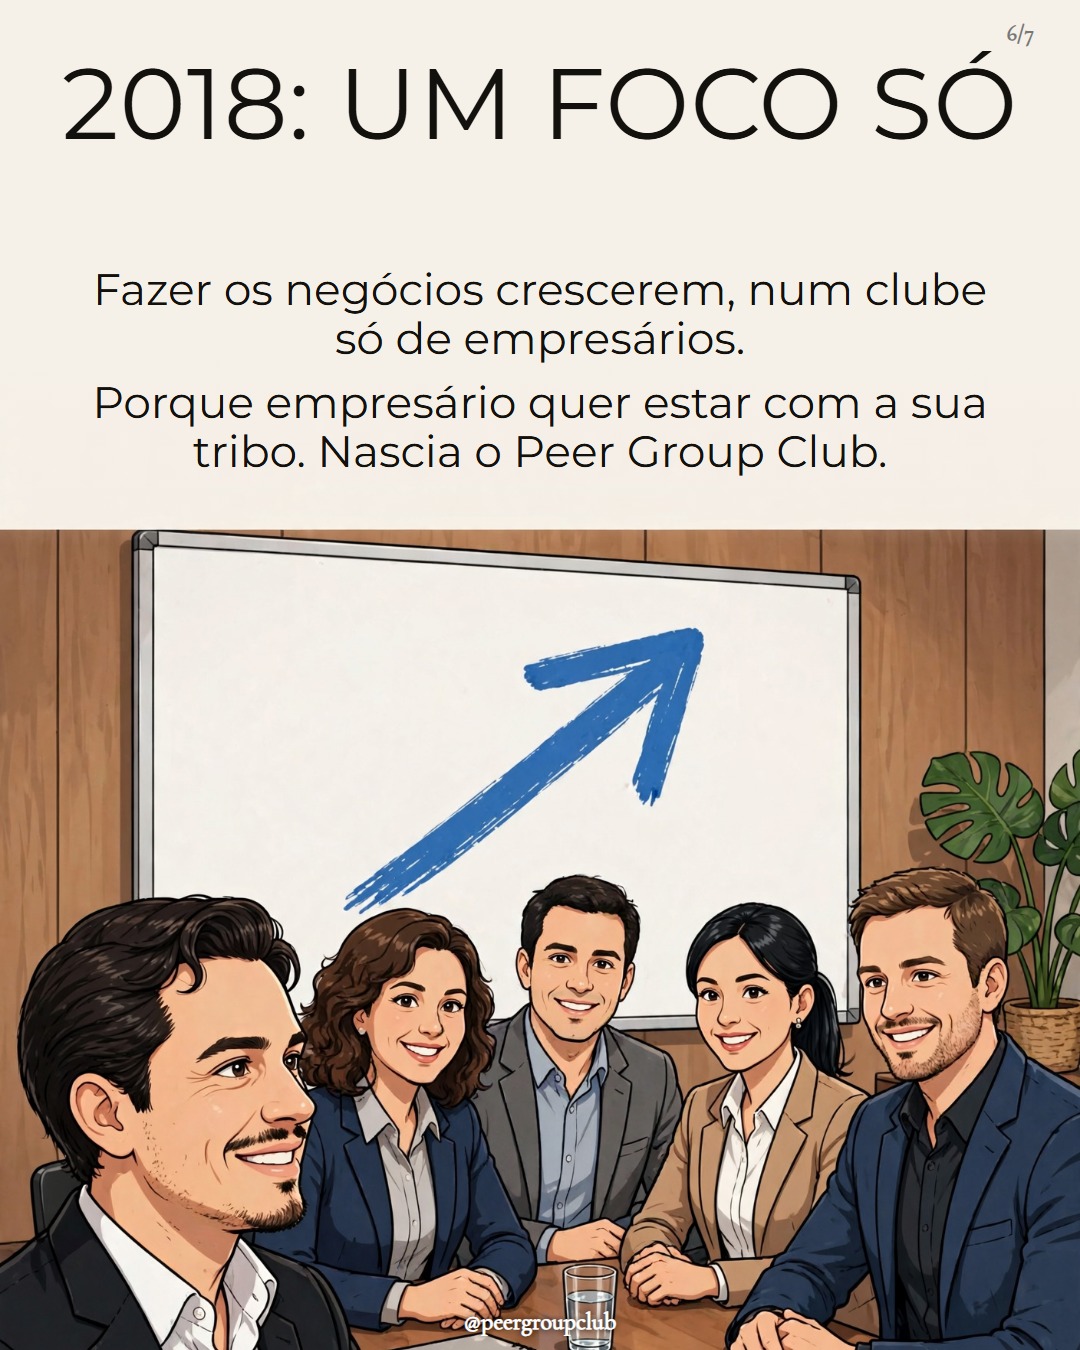 6/7
2018: UM FOCO SÓ
Fazer os negócios crescerem, num clube
só de empresários.
Porque empresário quer estar com a sua
tribo. Nascia o Peer Group Club.
@peergroupclub